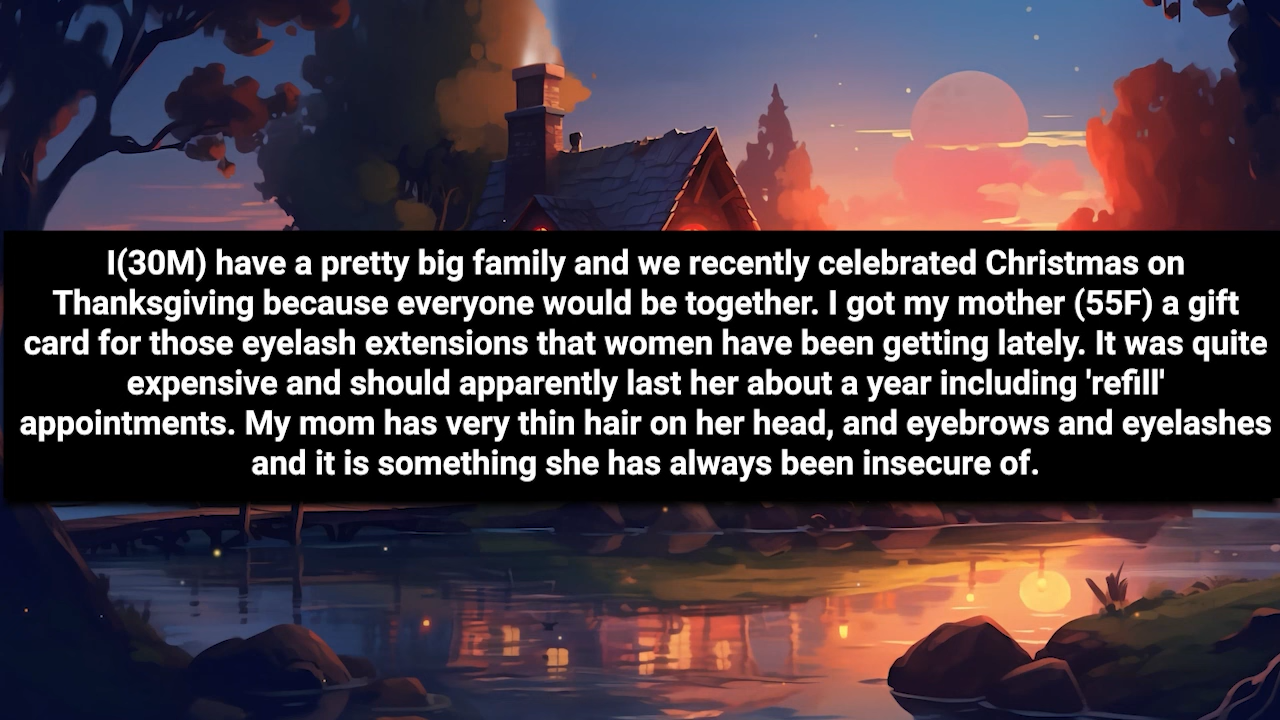 I(30M) have a pretty big family and we recently celebrated Christmas on
Thanksgiving because everyone would be together. I got my mother (55F) a gift
card for those eyelash extensions that women have been getting lately. It was quite
expensive and should apparently last her about a year including 'refill'
appointments. My mom has very thin hair on her head, and eyebrows and eyelashes
and it is something she has always been insecure of.